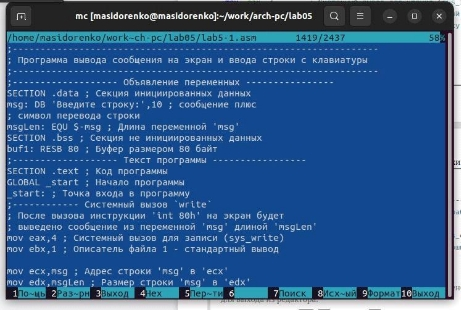 mc [masidorenko@masidorenko]:~/work/arch-pc/lab05
/home/masidorenko/work~ch-pc/lab05/lab5-1.asm 1419/2437 58%
;------------------------------------------------------------------
; Программа вывода сообщения на экран и ввода строки с клавиатуры
;------------------------------------------------------------------
;------------------- Объявление переменных ----------------
SECTION .data ; Секция инициированных данных
msg: DB 'Введите строку:',10 ; сообщение плюс
; символ перевода строки
msgLen: EQU $-msg ; Длина переменной 'msg'
SECTION .bss ; Секция не инициированных данных
buf1: RESB 80 ; Буфер размером 80 байт
;------------------- Текст программы -----------------
SECTION .text ; Код программы
GLOBAL _start ; Начало программы
_start: ; Точка входа в программу
;------------ Системный вызов `write`
; После вызова инструкции 'int 80h' на экран будет
; выведено сообщение из переменной 'msg' длиной 'msgLen'
mov eax,4 ; Системный вызов для записи (sys_write)
mov ebx,1 ; Описатель файла 1 - стандартный вывод
mov ecx,msg ; Адрес строки 'msg' в 'ecx'
mov edx,msgLen ; Размер строки 'msg' в 'edx'
1По~щь 2Раз~рн 3Выход 4Hex 5Пер~ти 6 7Поиск 8Исх~ый 9Формат 10Выход